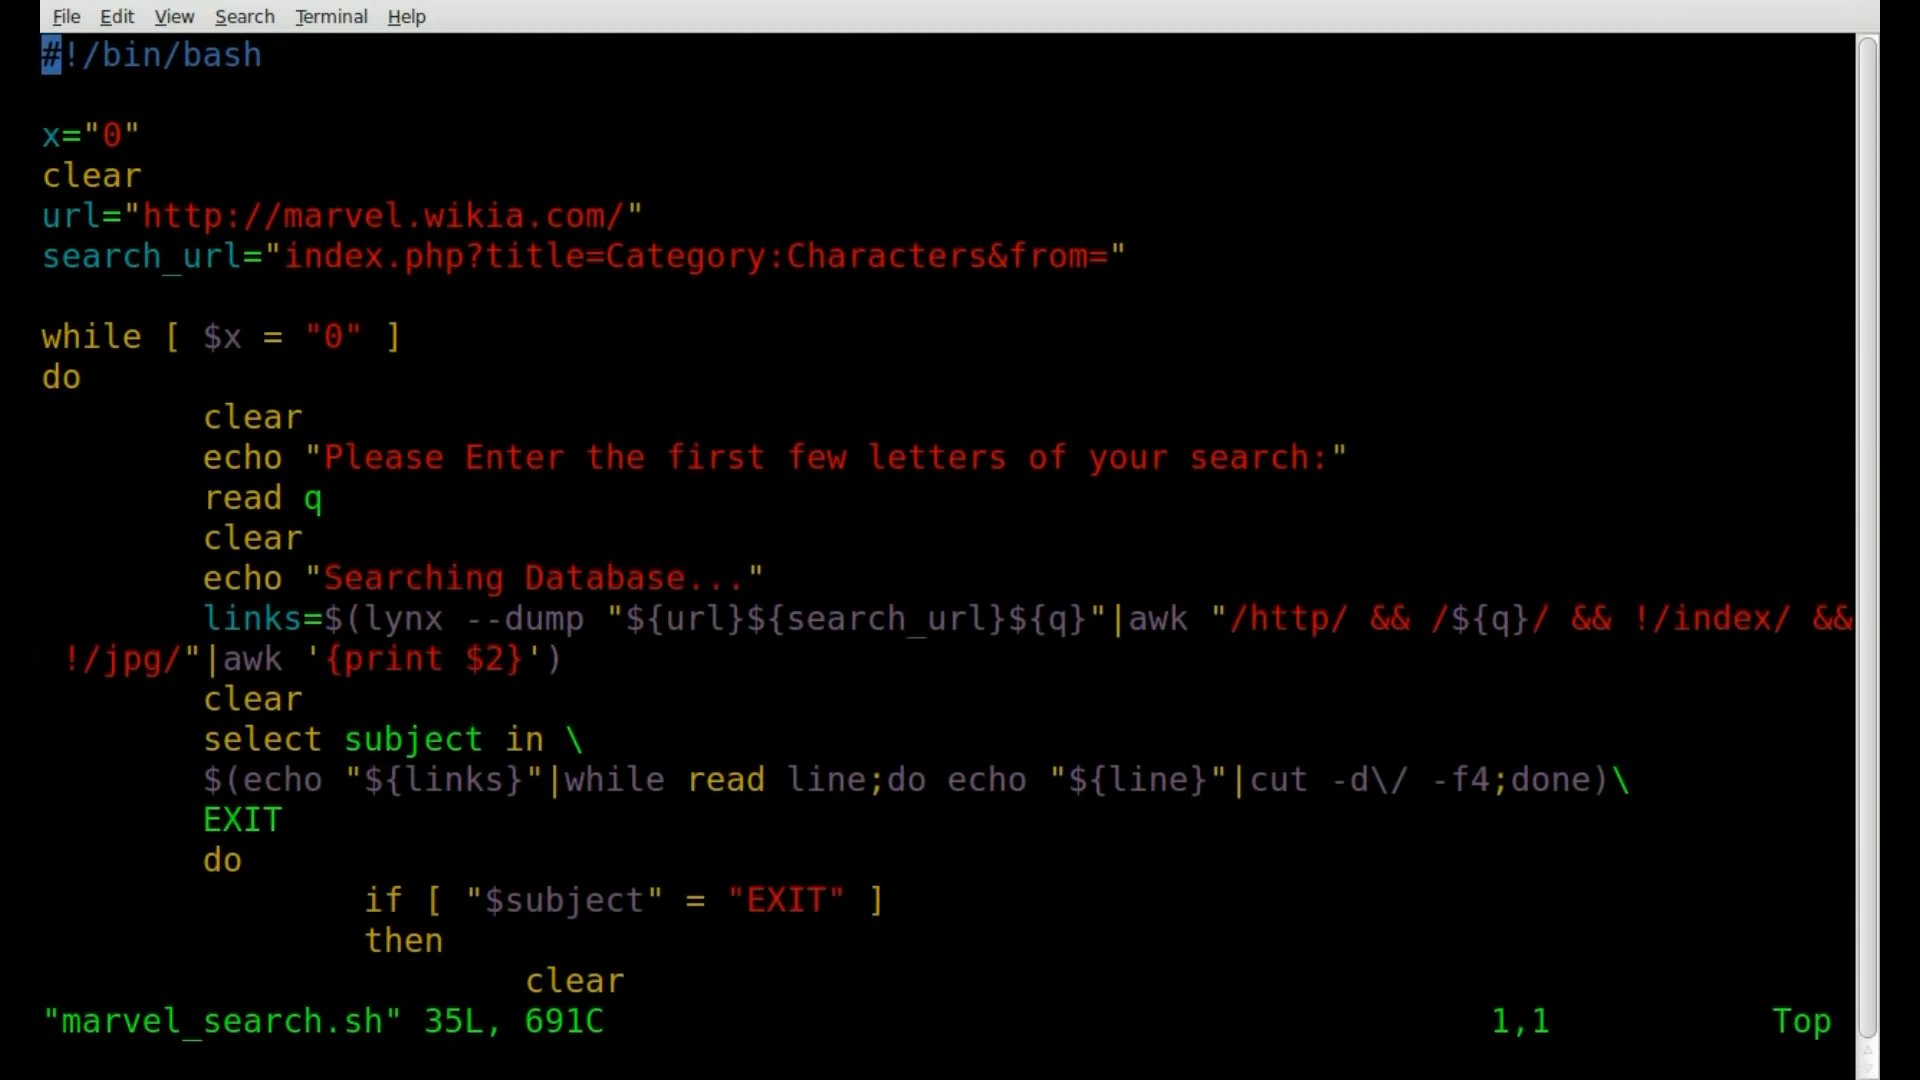 File Edit View Search Terminal Help
#!/bin/bash
x="0"
clear
url="http://marvel.wikia.com/"
search_url="index.php?title=Category:Characters&from="
while [ $x = "0" ]
do
clear
echo "Please Enter the first few letters of your search:"
read q
clear
echo "Searching Database..."
links=$(lynx --dump "${url}${search_url}${q}"|awk "/http/ && /${q}/ && !/index/ &&
!/jpg/"|awk '{print $2}')
clear
select subject in \
$(echo "${links}"|while read line;do echo "${line}"|cut -d\/ -f4;done)\
EXIT
do
if [ "$subject" = "EXIT" ]
then
clear
"marvel_search.sh" 35L, 691C 1,1 Top